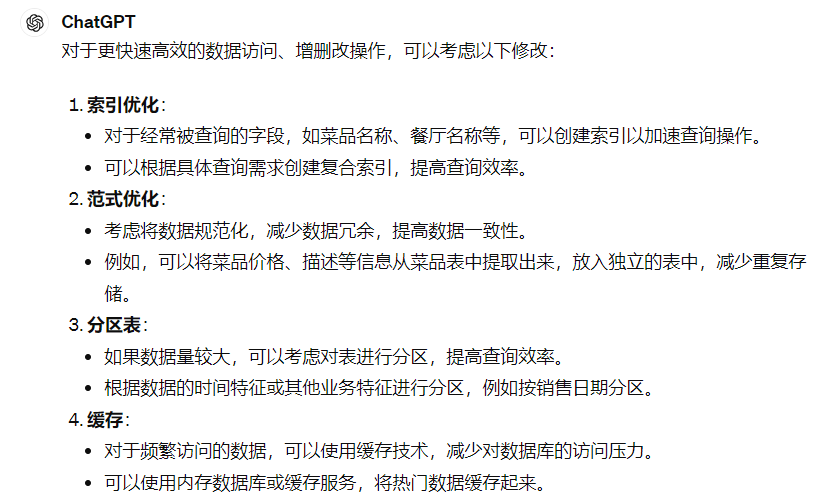 ChatGPT
对于更快速高效的数据访问、增删改操作，可以考虑以下修改：
1. 索引优化：
• 对于经常被查询的字段，如菜品名称、餐厅名称等，可以创建索引以加速查询操作。
• 可以根据具体查询需求创建复合索引，提高查询效率。
2. 范式优化：
• 考虑将数据规范化，减少数据冗余，提高数据一致性。
• 例如，可以将菜品价格、描述等信息从菜品表中提取出来，放入独立的表中，减少重复存
储。
3. 分区表：
• 如果数据量较大，可以考虑对表进行分区，提高查询效率。
• 根据数据的时间特征或其他业务特征进行分区，例如按销售日期分区。
4. 缓存：
• 对于频繁访问的数据，可以使用缓存技术，减少对数据库的访问压力。
• 可以使用内存数据库或缓存服务，将热门数据缓存起来。